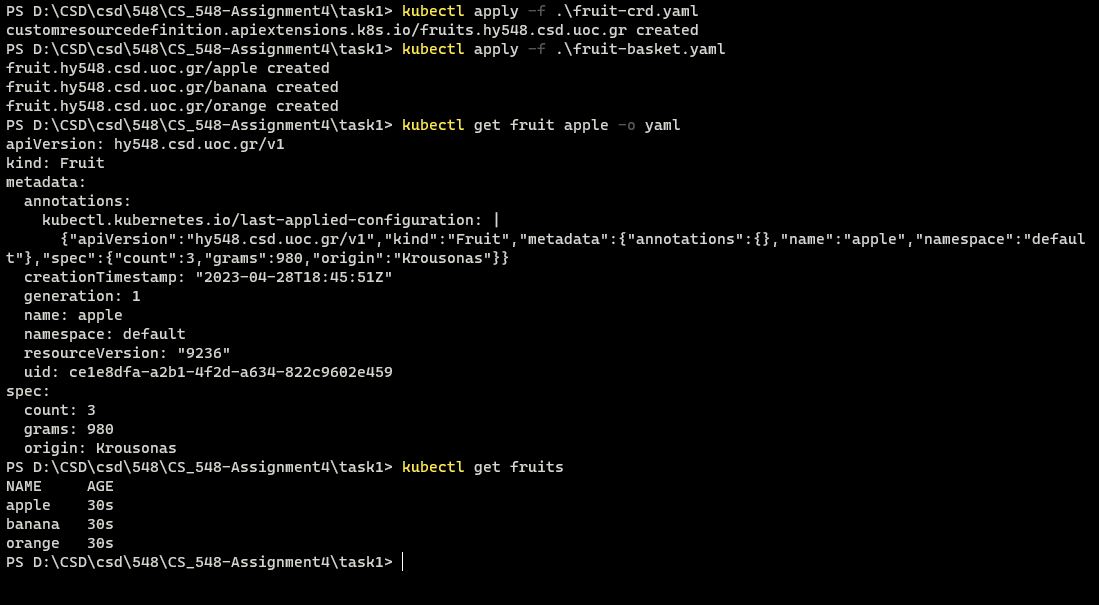 PS D:\CSD\csd\548\CS_548-Assignment4\task1> kubectl apply -f .\fruit-crd.yaml
customresourcedefinition.apiextensions.k8s.io/fruits.hy548.csd.uoc.gr created
PS D:\CSD\csd\548\CS_548-Assignment4\task1> kubectl apply -f .\fruit-basket.yaml
fruit.hy548.csd.uoc.gr/apple created
fruit.hy548.csd.uoc.gr/banana created
fruit.hy548.csd.uoc.gr/orange created
PS D:\CSD\csd\548\CS_548-Assignment4\task1> kubectl get fruit apple -o yaml
apiVersion: hy548.csd.uoc.gr/v1
kind: Fruit
metadata:
  annotations:
    kubectl.kubernetes.io/last-applied-configuration: |
      {"apiVersion":"hy548.csd.uoc.gr/v1","kind":"Fruit","metadata":{"annotations":{},"name":"apple","namespace":"defaul
t"},"spec":{"count":3,"grams":980,"origin":"Krousonas"}}
  creationTimestamp: "2023-04-28T18:45:51Z"
  generation: 1
  name: apple
  namespace: default
  resourceVersion: "9236"
  uid: ce1e8dfa-a2b1-4f2d-a634-822c9602e459
spec:
  count: 3
  grams: 980
  origin: Krousonas
PS D:\CSD\csd\548\CS_548-Assignment4\task1> kubectl get fruits
NAME     AGE
apple    30s
banana   30s
orange   30s
PS D:\CSD\csd\548\CS_548-Assignment4\task1>